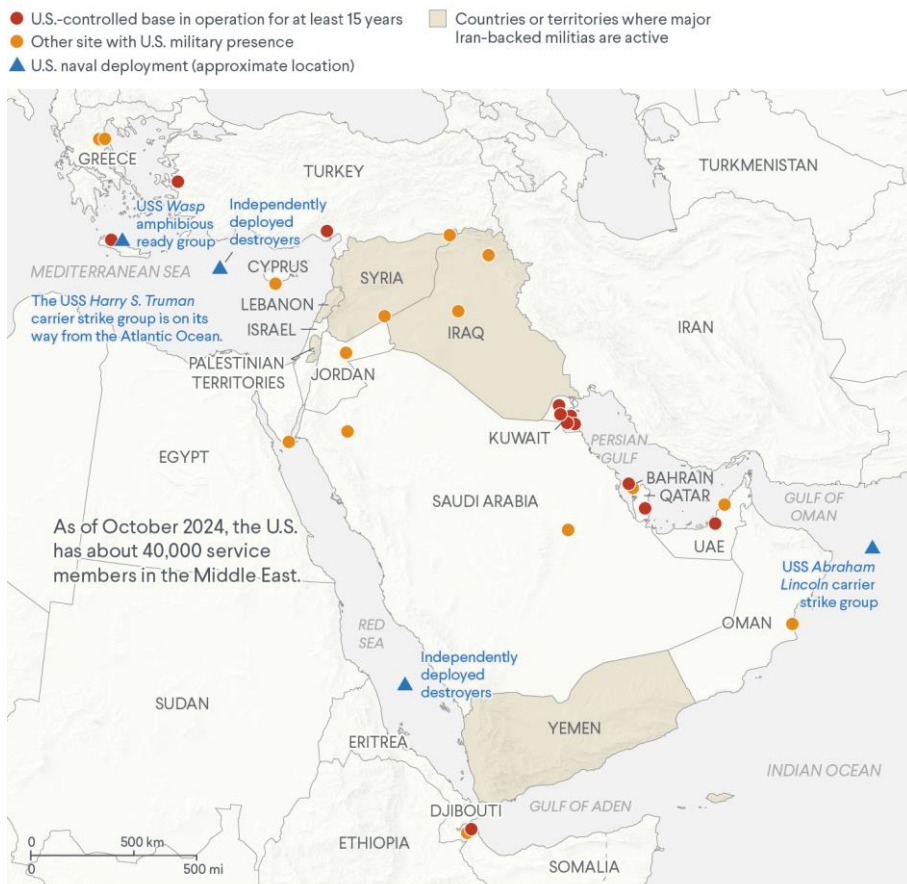 U.S.-controlled base in operation for at least 15 years
Other site with U.S. military presence
U.S. naval deployment (approximate location)
Countries or territories where major
Iran-backed militias are active
GREECE
TURKEY
TURKMENISTAN
USS Wasp
amphibious
ready group
Independently
deployed
destroyers
MEDITERRANEAN SEA
CYPRUS
SYRIA
LEBANON
The USS Harry S. Truman
carrier strike group is on its
way from the Atlantic Ocean.
ISRAEL
IRAQ
IRAN
PALESTINIAN
TERRITORIES
JORDAN
KUWAIT
PERSIAN
GULF
EGYPT
BAHRAIN
QATAR
SAUDI ARABIA
GULF OF
OMAN
As of October 2024, the U.S.
has about 40,000 service
members in the Middle East.
UAE
USS Abraham
Lincoln carrier
strike group
OMAN
RED
SEA
Independently
deployed
destroyers
SUDAN
YEMEN
ERITREA
INDIAN OCEAN
DJIBOUTI
GULF OF ADEN
ETHIOPIA
SOMALIA
0 500 km
0 500 mi